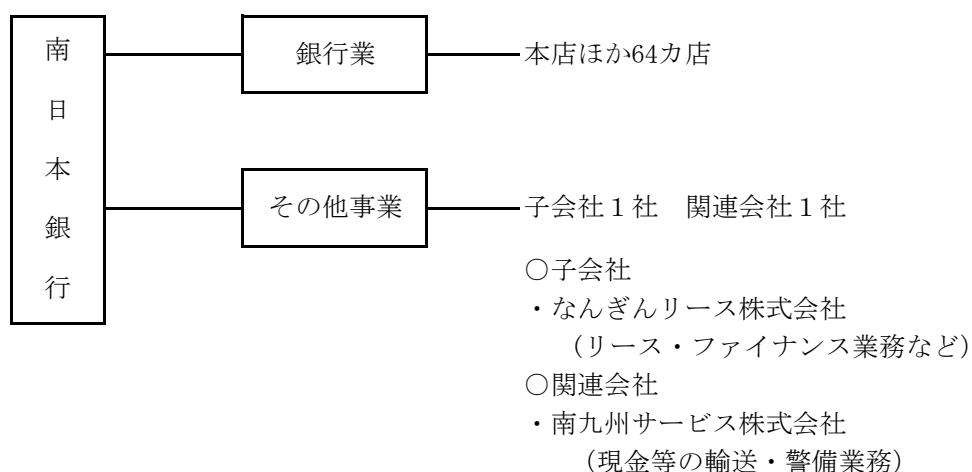 南日本銀行
銀行業
本店ほか64カ店
その他事業
子会社１社　関連会社１社
○子会社
・なんぎんリース株式会社
（リース・ファイナンス業務など）
○関連会社
・南九州サービス株式会社
（現金等の輸送・警備業務）